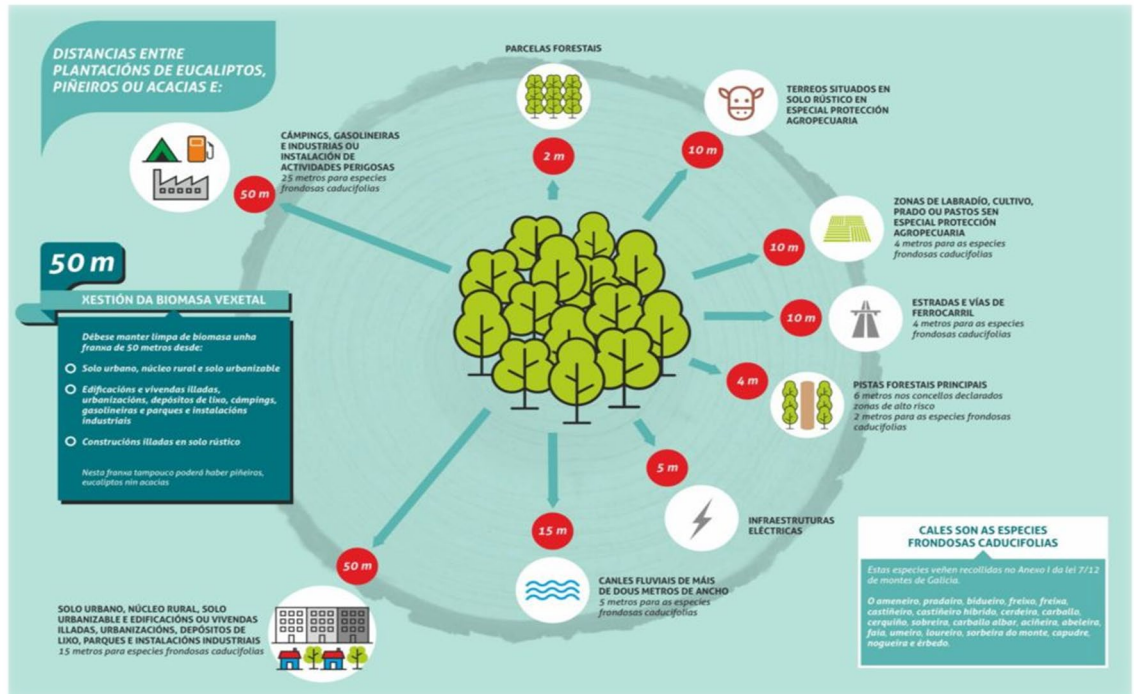 DISTANCIAS ENTRE
PLANTACIÓNS DE EUCALIPTOS,
PIÑEIROS OU ACACIAS E:
PARCELAS FORESTAIS
2 m
TERREOS SITUADOS EN
SOLO RÚSTICO EN
ESPECIAL PROTECCIÓN
AGROPECUARIA
10 m
CÁMPINGS, GASOLINEIRAS
E INDUSTRIAS OU
INSTALACIÓN DE
ACTIVIDADES PERIGOSAS
25 metros para especies
frondosas caducifolias
50 m
ZONAS DE LABRADÍO, CULTIVO,
PRADO OU PASTOS SEN
ESPECIAL PROTECCIÓN
AGROPECUARIA
4 metros para as especies
frondosas caducifolias
10 m
50 m
XESTIÓN DA BIOMASA VEXETAL
Débese manter limpa de biomasa unha
franxa de 50 metros desde:
Solo urbano, núcleo rural e solo urbanizable
Edificacións e vivendas illadas,
urbanizacións, depósitos de lixo, cámpings,
gasolineiras e parques e instalacións
industriais
Construcións illadas en solo rústico
Nesta franxa tampouco poderá haber piñeiros,
eucaliptos nin acacias
ESTRADAS E VÍAS DE
FERROCARRIL
4 metros para as especies
frondosas caducifolias
10 m
4 m
PISTAS FORESTAIS PRINCIPAIS
6 metros nos concellos declarados
zonas de alto risco
2 metros para as especies frondosas
caducifolias
5 m
INFRAESTRUTURAS
ELÉCTRICAS
15 m
CANLES FLUVIAIS DE MÁIS
DE DOUS METROS DE ANCHO
5 metros para as especies
frondosas caducifolias
50 m
SOLO URBANO, NÚCLEO RURAL, SOLO
URBANIZABLE E EDIFICACIÓNS OU VIVENDAS
ILLADAS, URBANIZACIÓNS, DEPÓSITOS DE
LIXO, PARQUES E INSTALACIÓNS INDUSTRIAIS
15 metros para especies frondosas caducifolias
CALES SON AS ESPECIES
FRONDOSAS CADUCIFOLIAS
Estas especies veñen recollidas no Anexo I da lei 7/12
de montes de Galicia.
O ameneiro, pradairo, bidueiro, freixo, freixa,
castiñeiro, castiñeiro híbrido, cerdeira, carballo,
cerquiño, sobreira, carballo albar, aciñeira, abeleira,
faia, umeiro, loureiro, sorbeira do monte, capudre,
nogueira e érbedo.